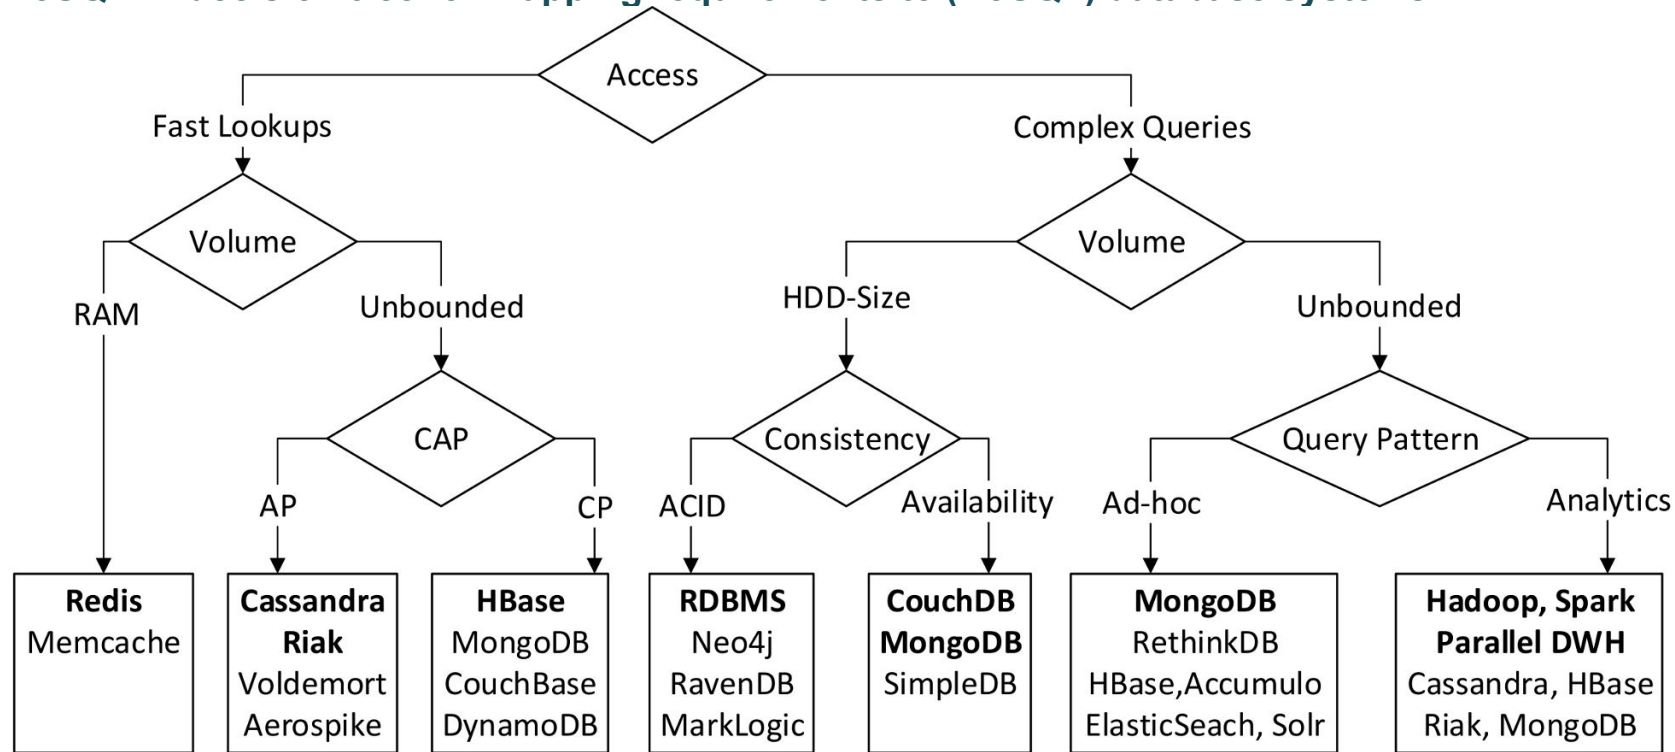 Access
Fast Lookups
Complex Queries
Volume
Volume
RAM
Unbounded
HDD-Size
Unbounded
CAP
Consistency
Query Pattern
AP
CP
ACID
Availability
Ad-hoc
Analytics
Redis
Memcache
Cassandra
Riak
Voldemort
Aerospike
HBase
MongoDB
CouchBase
DynamoDB
RDBMS
Neo4j
RavenDB
MarkLogic
CouchDB
MongoDB
SimpleDB
MongoDB
RethinkDB
HBase,Accumulo
ElasticSeach, Solr
Hadoop, Spark
Parallel DWH
Cassandra, HBase
Riak, MongoDB